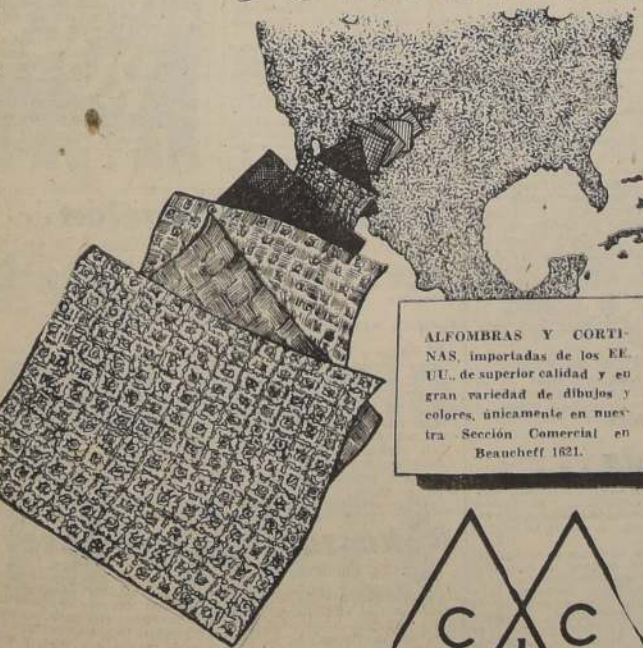 ALFOMBRAS Y CORTI-
NAS, importadas de los EE.
UU., de superior calidad y en
gran variedad de dibujos y
colores, únicamente en nues-
tra Sección Comercial en
Beaucheff 1621.
C I C